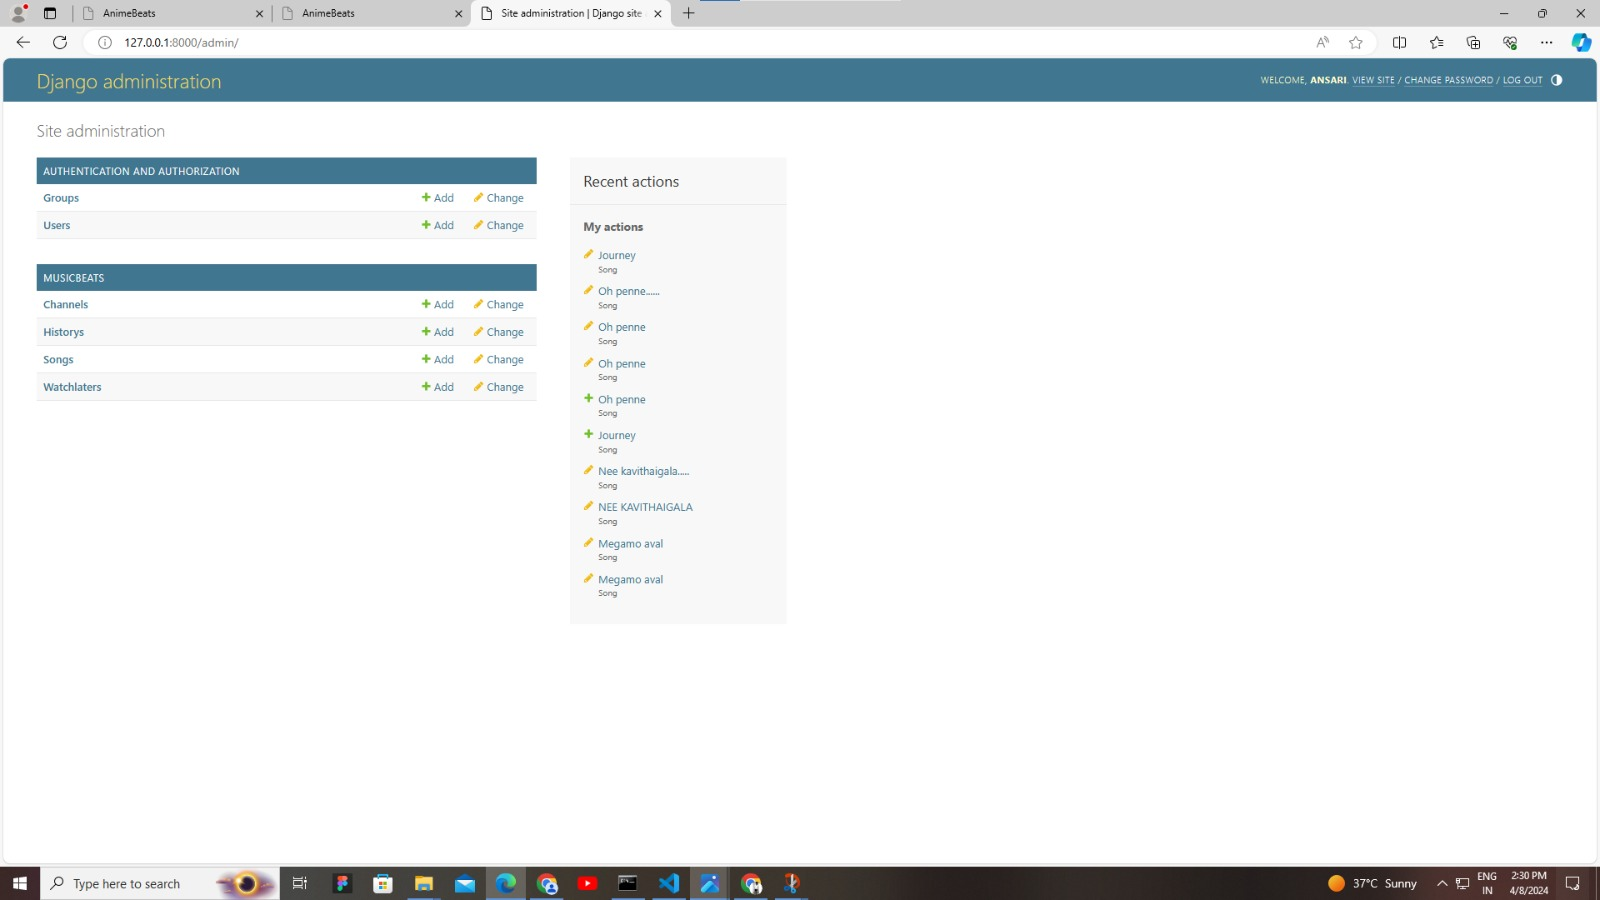 AnimeBeats
AnimeBeats
Site administration | Django site
127.0.0.1:8000/admin/
Django administration
WELCOME, ANSARI. VIEW SITE / CHANGE PASSWORD / LOG OUT
Site administration
AUTHENTICATION AND AUTHORIZATION
Groups Add Change
Users Add Change
MUSICBEATS
Channels Add Change
Historys Add Change
Songs Add Change
Watchlaters Add Change
Recent actions
My actions
Journey
Song
Oh penne......
Song
Oh penne
Song
Oh penne
Song
Oh penne
Song
Journey
Song
Nee kavithaigala.....
Song
NEE KAVITHAIGALA
Song
Megamo aval
Song
Megamo aval
Song
Type here to search
37°C Sunny
ENG
IN
2:30 PM
4/8/2024